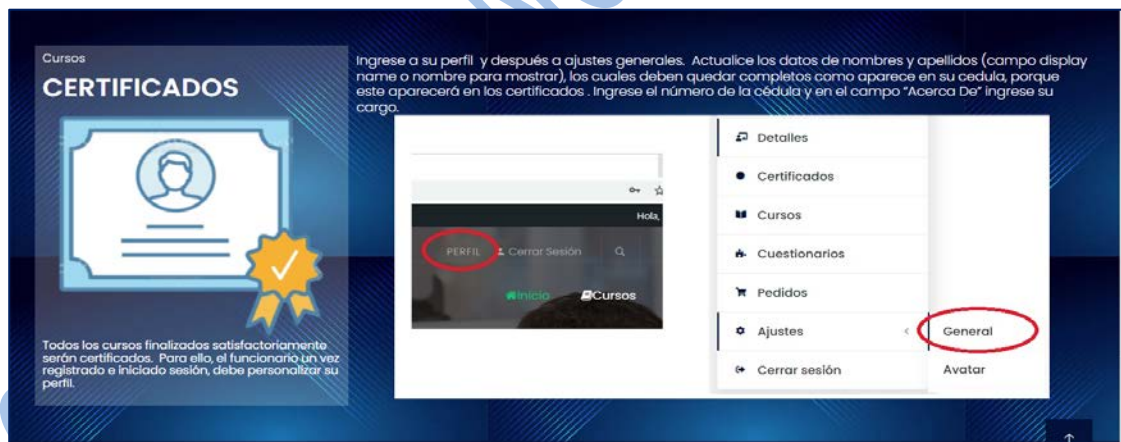 Cursos
CERTIFICADOS
Todos los cursos finalizados satisfactoriamente
serán certificados. Para ello, el funcionario un vez
registrado e iniciado sesión, debe personalizar su
perfil.
Ingrese a su perfil y después a ajustes generales. Actualice los datos de nombres y apellidos (campo display
name o nombre para mostrar), los cuales deben quedar completos como aparece en su cedula, porque
este aparecerá en los certificados . Ingrese el número de la cédula y en el campo "Acerca De" ingrese su
cargo.
Hola,
PERFIL
Cerrar Sesión
Inicio
Cursos
Detalles
Certificados
Cursos
Cuestionarios
Pedidos
Ajustes
General
Cerrar sesión
Avatar